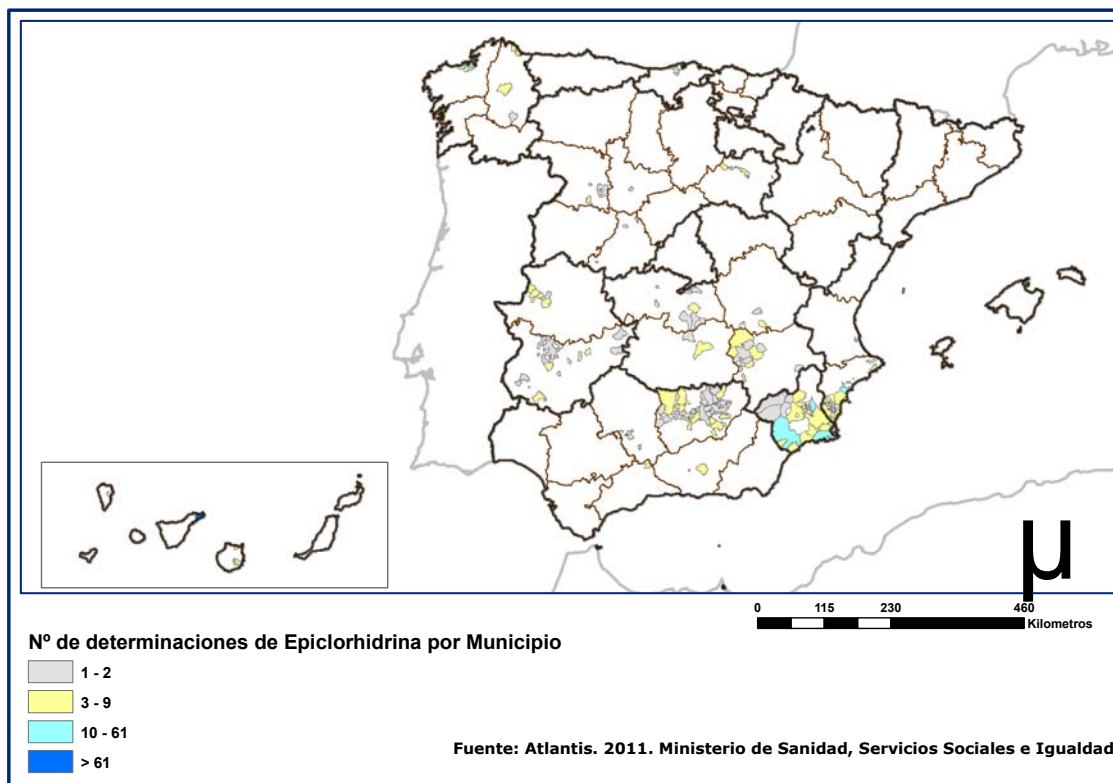 µ
0 115 230 460
Kilometros
Nº de determinaciones de Epiclorhidrina por Municipio
1 - 2
3 - 9
10 - 61
> 61
Fuente: Atlantis. 2011. Ministerio de Sanidad, Servicios Sociales e Igualdad